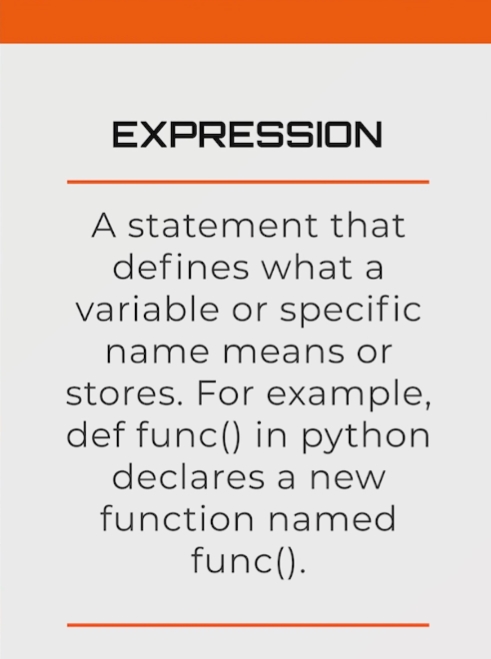 EXPRESSION
A statement that
defines what a
variable or specific
name means or
stores. For example,
def func() in python
declares a new
function named
func().